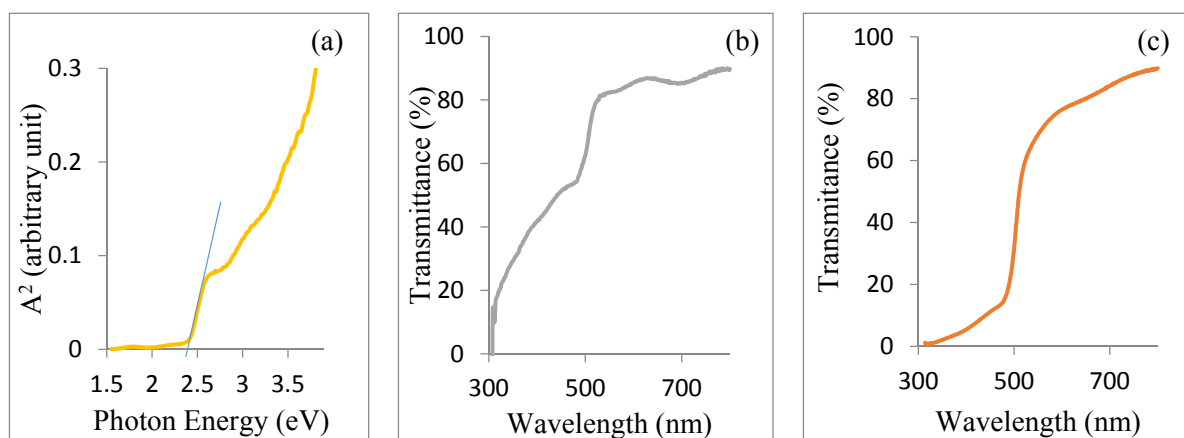 (a)
0.3
0.2
0.1
0
A² (arbitrary unit)
1.5 2 2.5 3 3.5
Photon Energy (eV)
(b)
100
80
60
40
20
0
Transmittance (%)
300 500 700
Wavelength (nm)
(c)
100
80
60
40
20
0
Transmitance (%)
300 500 700
Wavelength (nm)